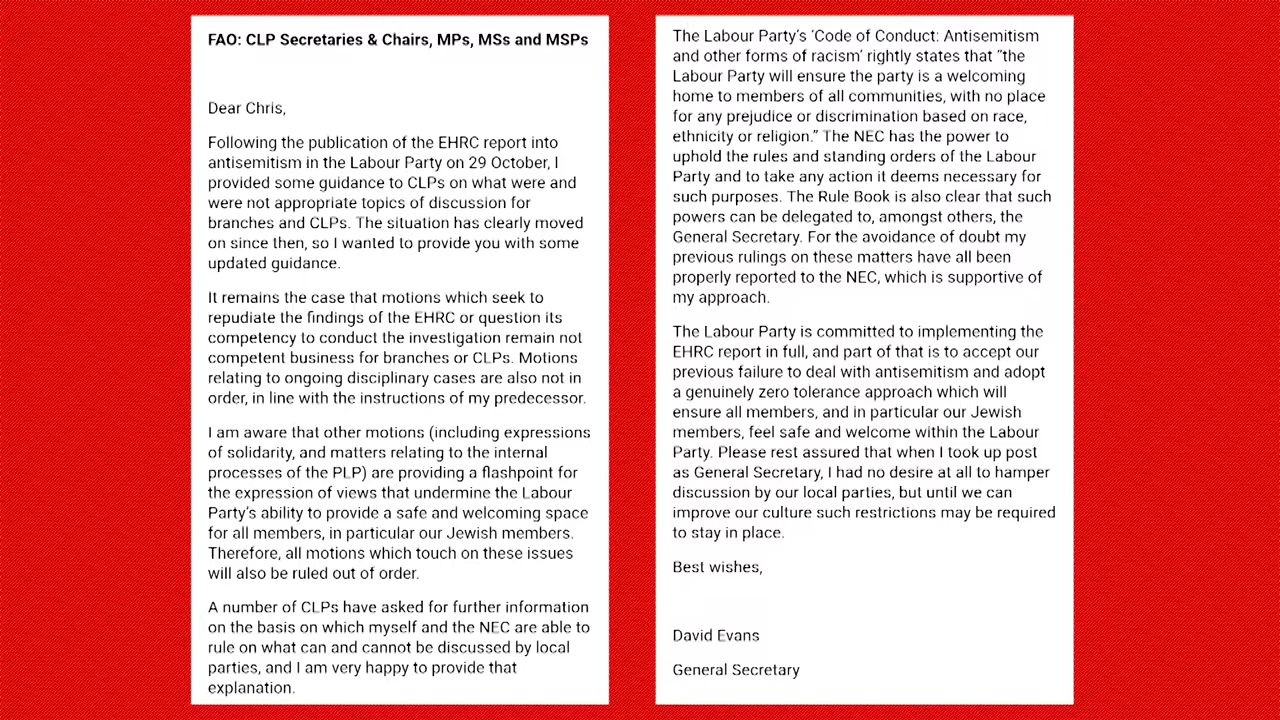 FAO: CLP Secretaries & Chairs, MPs, MSs and MSPs
Dear Chris,
Following the publication of the EHRC report into
antisemitism in the Labour Party on 29 October, I
provided some guidance to CLPs on what were and
were not appropriate topics of discussion for
branches and CLPs. The situation has clearly moved
on since then, so I wanted to provide you with some
updated guidance.
It remains the case that motions which seek to
repudiate the findings of the EHRC or question its
competency to conduct the investigation remain not
competent business for branches or CLPs. Motions
relating to ongoing disciplinary cases are also not in
order, in line with the instructions of my predecessor.
I am aware that other motions (including expressions
of solidarity, and matters relating to the internal
processes of the PLP) are providing a flashpoint for
the expression of views that undermine the Labour
Party's ability to provide a safe and welcoming space
for all members, in particular our Jewish members.
Therefore, all motions which touch on these issues
will also be ruled out of order.
A number of CLPs have asked for further information
on the basis on which myself and the NEC are able to
rule on what can and cannot be discussed by local
parties, and I am very happy to provide that
explanation.
The Labour Party's ‘Code of Conduct: Antisemitism
and other forms of racism’ rightly states that “the
Labour Party will ensure the party is a welcoming
home to members of all communities, with no place
for any prejudice or discrimination based on race,
ethnicity or religion.” The NEC has the power to
uphold the rules and standing orders of the Labour
Party and to take any action it deems necessary for
such purposes. The Rule Book is also clear that such
powers can be delegated to, amongst others, the
General Secretary. For the avoidance of doubt my
previous rulings on these matters have all been
properly reported to the NEC, which is supportive of
my approach.
The Labour Party is committed to implementing the
EHRC report in full, and part of that is to accept our
previous failure to deal with antisemitism and adopt
a genuinely zero tolerance approach which will
ensure all members, and in particular our Jewish
members, feel safe and welcome within the Labour
Party. Please rest assured that when I took up post
as General Secretary, I had no desire at all to hamper
discussion by our local parties, but until we can
improve our culture such restrictions may be required
to stay in place.
Best wishes,
David Evans
General Secretary